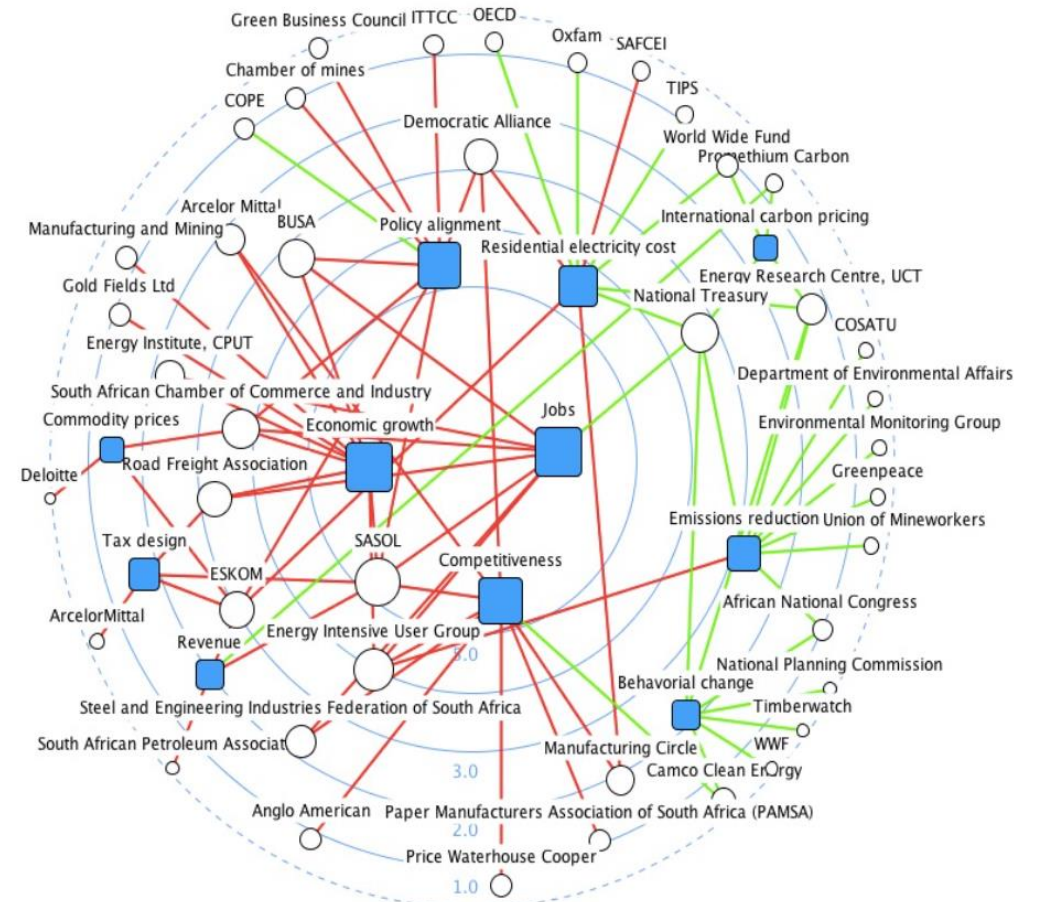 Green Business Council
ITTCC
OECD
Oxfam
SAFCEI
Chamber of mines
TIPS
COPE
Democratic Alliance
World Wide Fund
Promethium Carbon
Arcelor Mittal
BUSA
Policy alignment
International carbon pricing
Manufacturing and Mining
Residential electricity cost
Energy Research Centre, UCT
Gold Fields Ltd
National Treasury
COSATU
Energy Institute, CPUT
Department of Environmental Affairs
South African Chamber of Commerce and Industry
Commodity prices
Economic growth
Jobs
Environmental Monitoring Group
Road Freight Association
Deloitte
Greenpeace
Emissions reduction
Union of Mineworkers
Tax design
SASOL
Competitiveness
ESKOM
African National Congress
ArcelorMittal
Energy Intensive User Group
Revenue
5.0
National Planning Commission
Behavorial change
Steel and Engineering Industries Federation of South Africa
Timberwatch
South African Petroleum Associat
Manufacturing Circle
WWF
3.0
Camco Clean Energy
Anglo American
Paper Manufacturers Association of South Africa (PAMSA)
2.0
Price Waterhouse Cooper
1.0